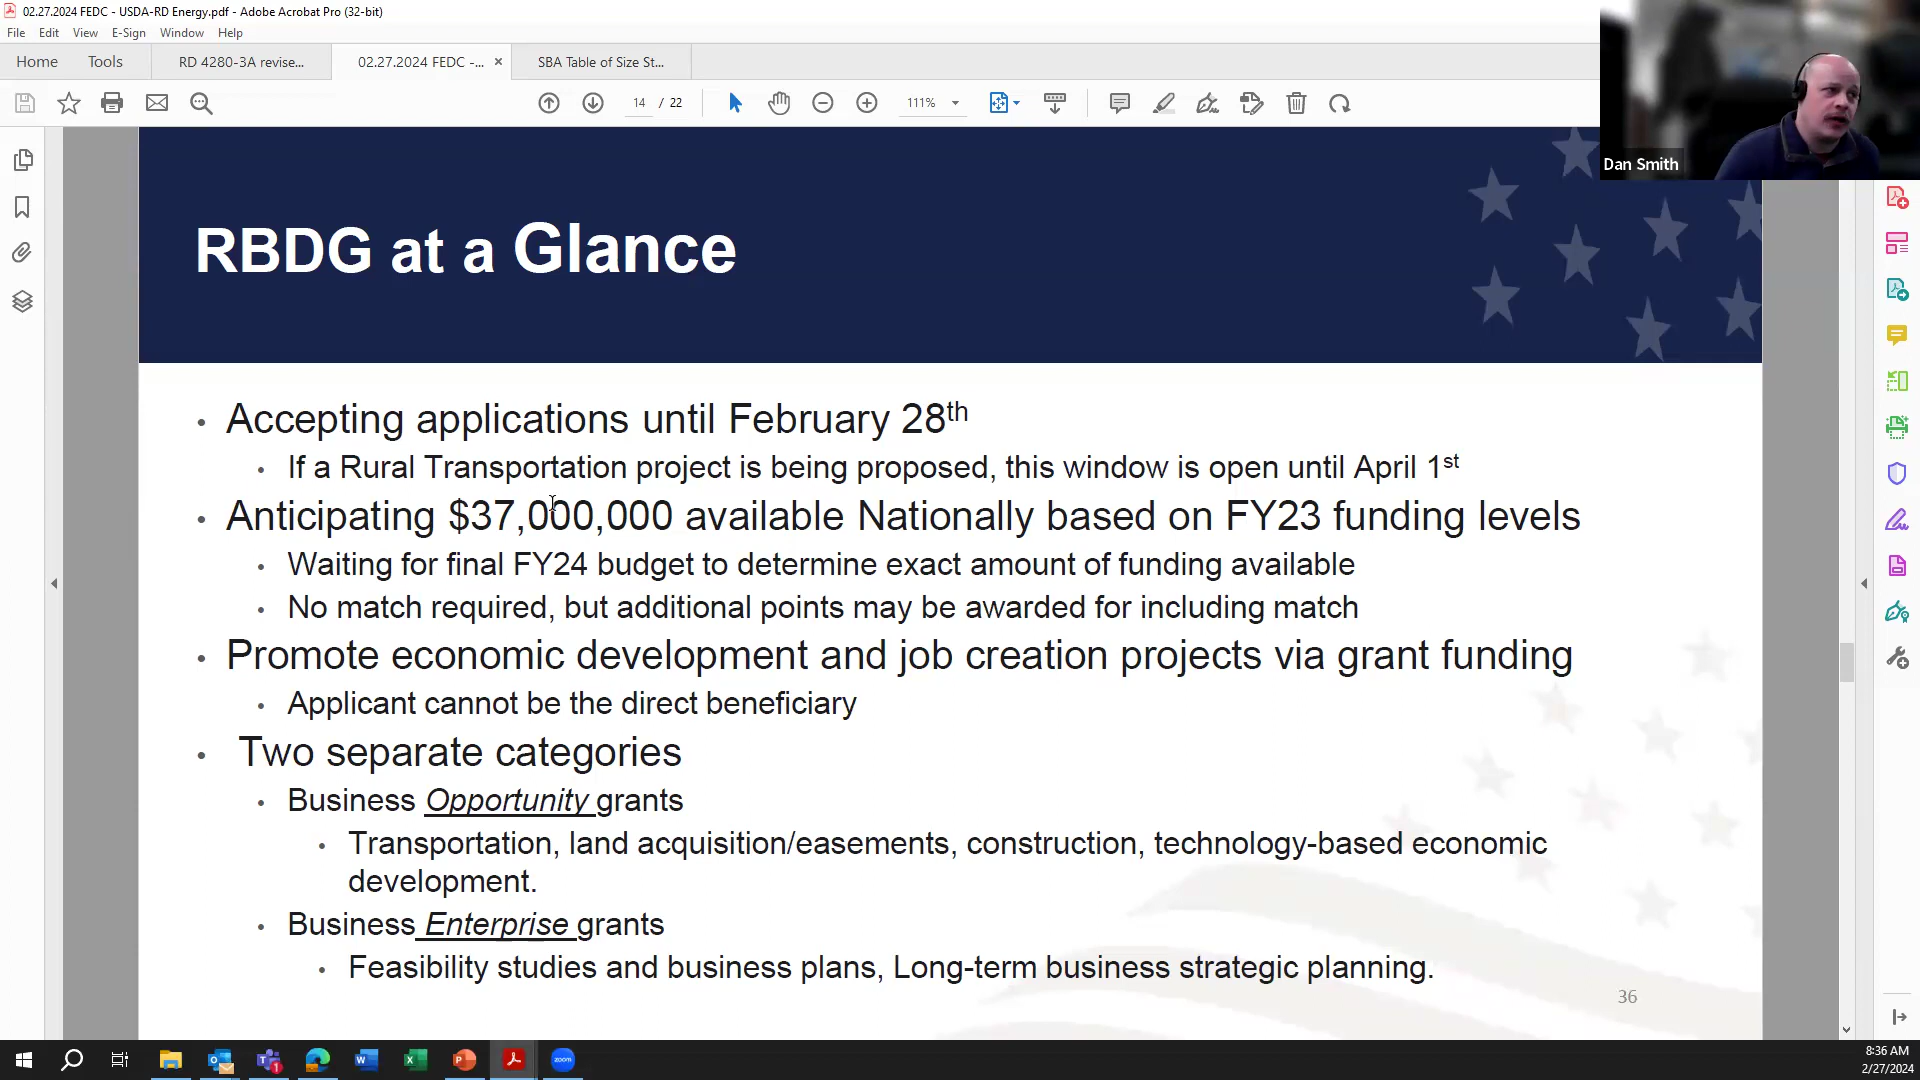 02.27.2024 FEDC - USDA-RD Energy.pdf - Adobe Acrobat Pro (32-bit)
File Edit View E-Sign Window Help
Home Tools RD 4280-3A revise... 02.27.2024 FEDC -... × SBA Table of Size St...
14 / 22 111%
Dan Smith
RBDG at a Glance
• Accepting applications until February 28th
• If a Rural Transportation project is being proposed, this window is open until April 1st
• Anticipating $37,000,000 available Nationally based on FY23 funding levels
• Waiting for final FY24 budget to determine exact amount of funding available
• No match required, but additional points may be awarded for including match
• Promote economic development and job creation projects via grant funding
• Applicant cannot be the direct beneficiary
• Two separate categories
• Business Opportunity grants
• Transportation, land acquisition/easements, construction, technology-based economic
development.
• Business Enterprise grants
• Feasibility studies and business plans, Long-term business strategic planning.
36
zoom
8:36 AM
2/27/2024